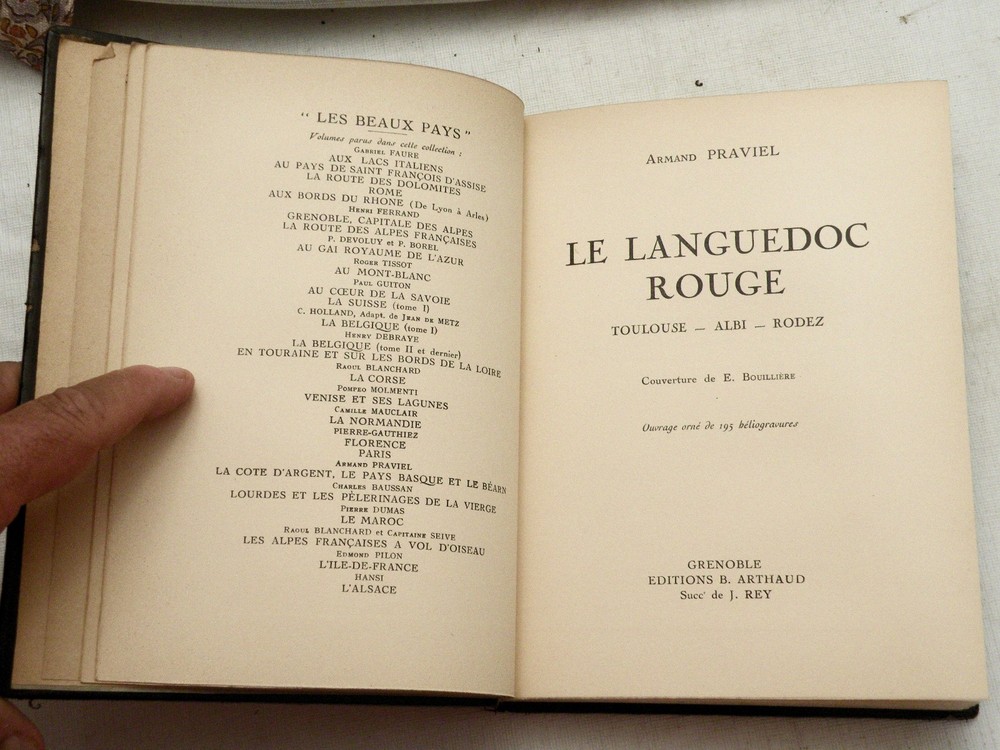 “ LES BEAUX PAYS ”
Volumes parus dans cette collection :
GABRIEL FAURE
AUX LACS ITALIENS
AU PAYS DE SAINT FRANÇOIS D'ASSISE
LA ROUTE DES DOLOMITES
ROME
AUX BORDS DU RHONE (De Lyon à Arles)
HENRI FERRAND
GRENOBLE, CAPITALE DES ALPES
LA ROUTE DES ALPES FRANÇAISES
P. DEVOLUY et P. BOREL
AU GAI ROYAUME DE L'AZUR
ROGER TISSOT
AU MONT-BLANC
PAUL GUITON
AU CŒUR DE LA SAVOIE
LA SUISSE (tome I)
C. HOLLAND, Adapt. de JEAN DE METZ
LA BELGIQUE (tome I)
HENRY DEBRAYE
LA BELGIQUE (tome II et dernier)
EN TOURAINE ET SUR LES BORDS DE LA LOIRE
RAOUL BLANCHARD
LA CORSE
POMPEO MOLMENTI
VENISE ET SES LAGUNES
CAMILLE MAUCLAIR
LA NORMANDIE
PIERRE-GAUTHIEZ
FLORENCE
PARIS
ARMAND PRAVIEL
LA COTE D'ARGENT, LE PAYS BASQUE ET LE BÉARN
CHARLES BAUSSAN
LOURDES ET LES PÈLERINAGES DE LA VIERGE
PIERRE DUMAS
LE MAROC
RAOUL BLANCHARD et CAPITAINE SEIVE
LES ALPES FRANÇAISES A VOL D'OISEAU
EDMOND PILON
L'ILE-DE-FRANCE
HANSI
L'ALSACE
ARMAND PRAVIEL
LE LANGUEDOC
ROUGE
TOULOUSE — ALBI — RODEZ
Couverture de E. BOUILLIÈRE
Ouvrage orné de 195 héliogravures
GRENOBLE
EDITIONS B. ARTHAUD
Succʳ de J. REY